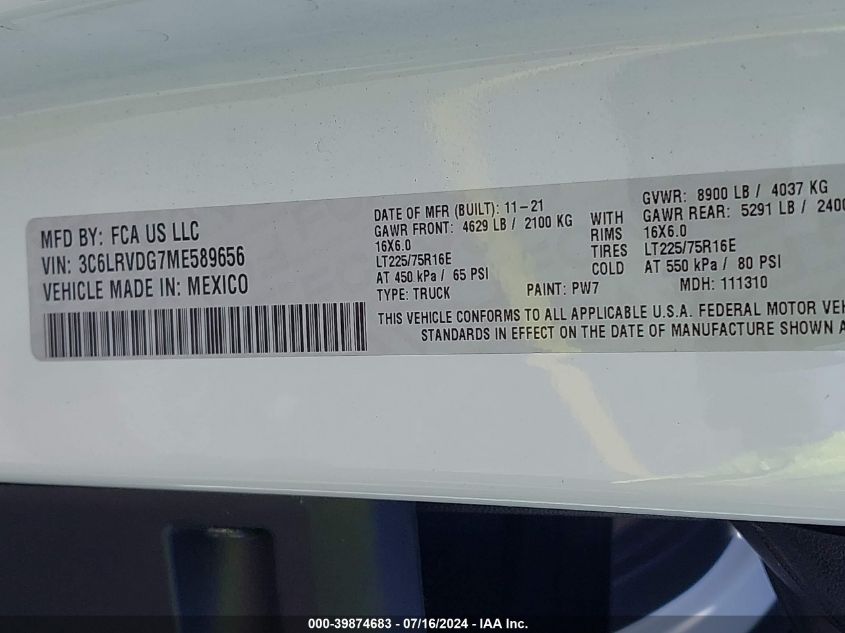 MFD BY: FCA US LLC
VIN: 3C6LRVDG7ME589656
VEHICLE MADE IN: MEXICO
DATE OF MFR (BUILT): 11-21
GAWR FRONT: 4629 LB / 2100 KG
16X6.0
LT225/75R16E
AT 450 kPa / 65 PSI
TYPE: TRUCK
WITH
RIMS
TIRES
COLD
GVWR: 8900 LB / 4037 KG
GAWR REAR: 5291 LB / 2400
16X6.0
LT225/75R16E
AT 550 kPa / 80 PSI
PAINT: PW7
MDH: 111310
THIS VEHICLE CONFORMS TO ALL APPLICABLE U.S.A. FEDERAL MOTOR VEH
STANDARDS IN EFFECT ON THE DATE OF MANUFACTURE SHOWN A
000-39874683 / 07/16/2024 - IAA Inc.